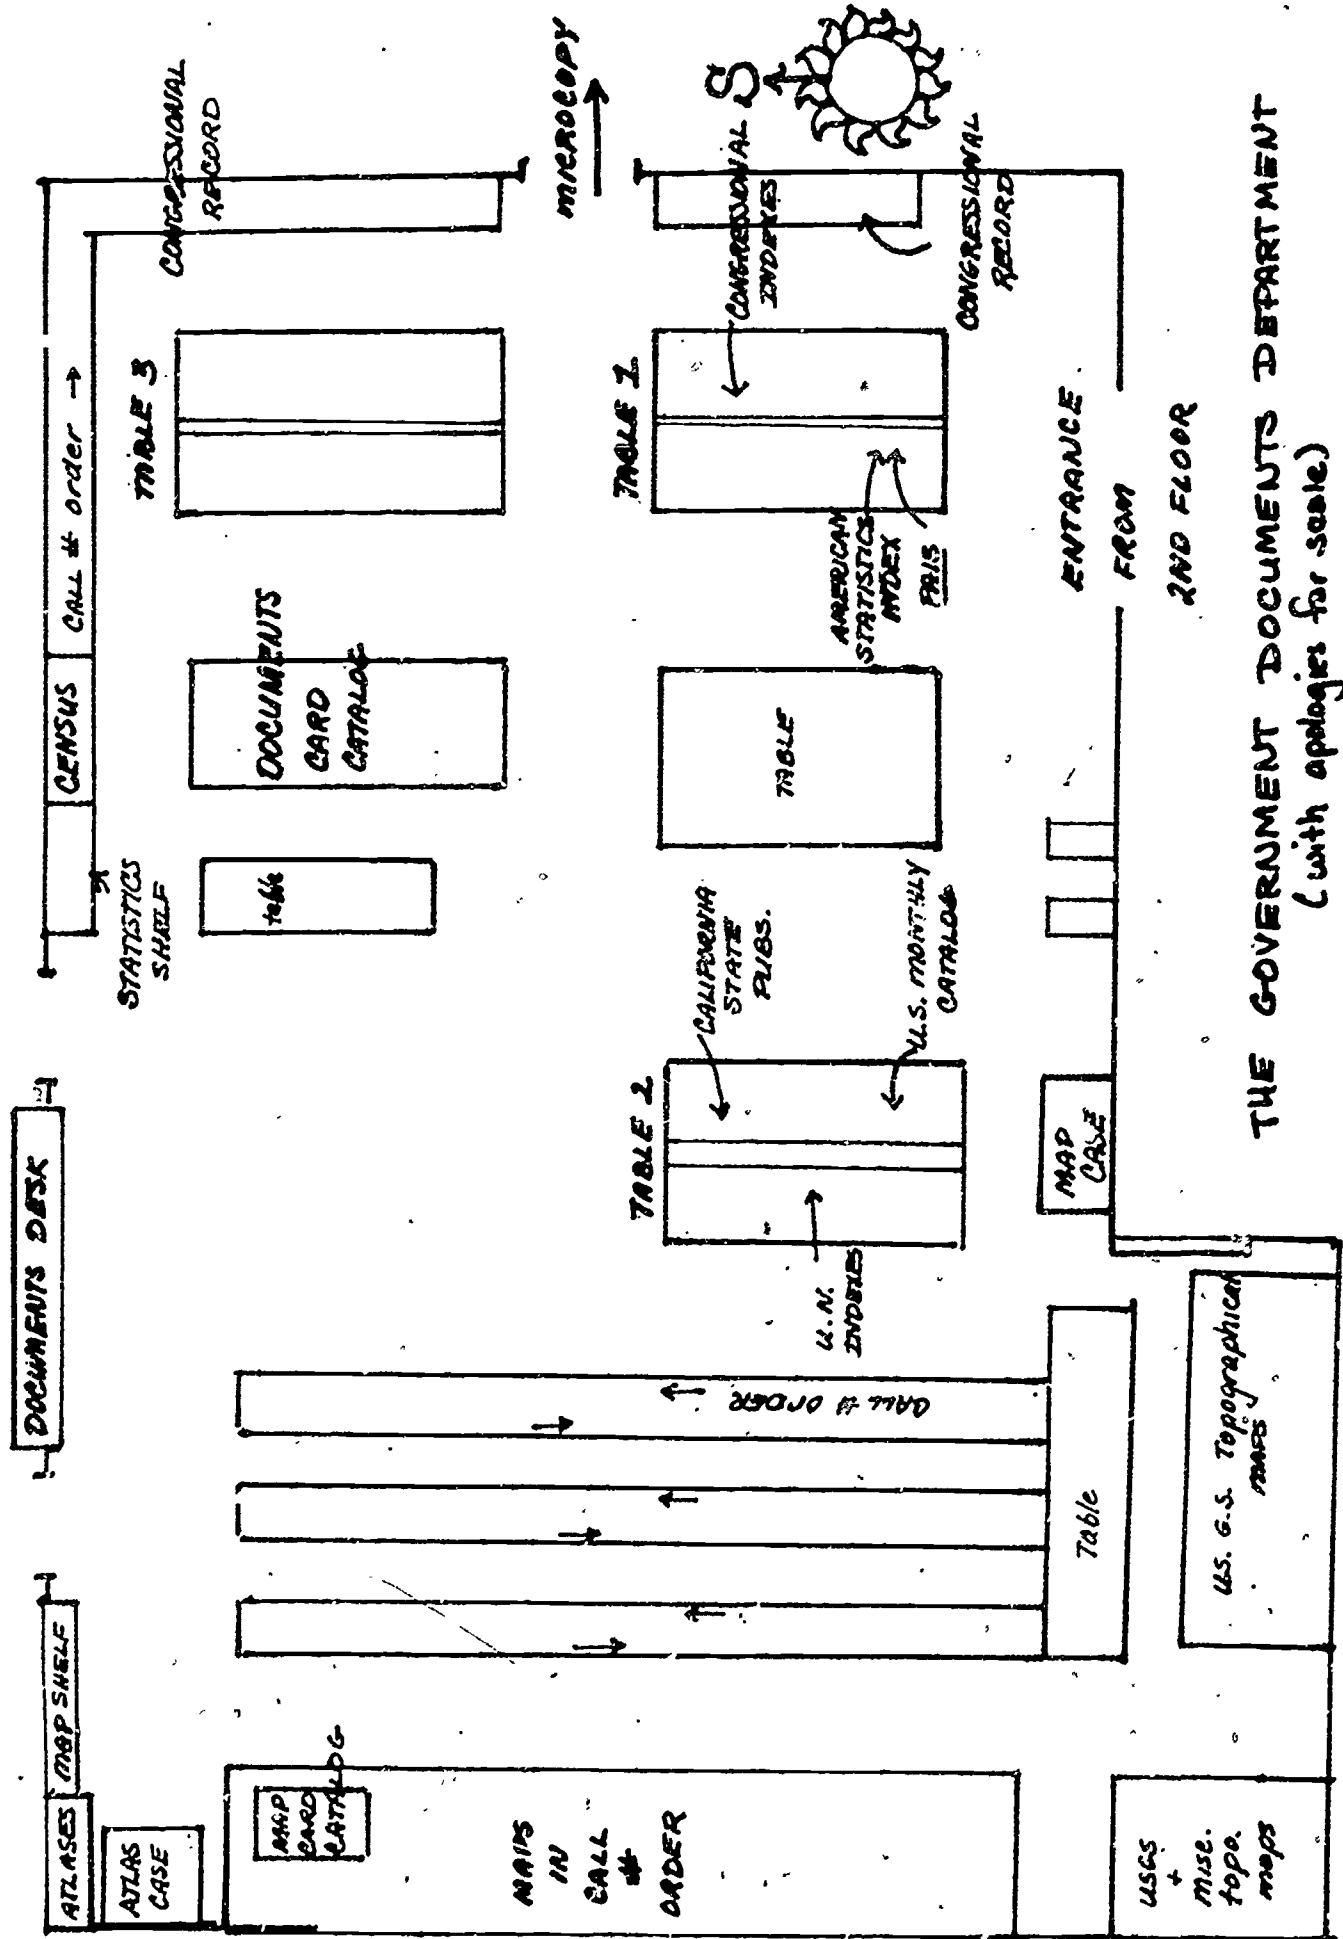 DOCUMENTS DESK
ATLASES
MAP SHELF
STATISTICS
SHELF
CENSUS
CALL # order →
CONGRESSIONAL
RECORD
ATLAS
CASE
MAP
CARD
CATALOG
table
DOCUMENTS
CARD
CATALOG
TABLE 3
MICROCOPY
MAPS
IN
CALL
#
ORDER
CALL # ORDER
TABLE 2
CALIFORNIA
STATE
PUBS.
U.S. MONTHLY
CATALOG
U.N.
INDEXES
TABLE
TABLE 1
CONGRESSIONAL
INDEXES
AMERICAN
STATISTICS
INDEX
PAIS
CONGRESSIONAL
RECORD
S
Table
MAP
CASE
ENTRANCE
FROM
2ND FLOOR
USGS
+
misc.
topo.
maps
U.S. G.S. Topographical
MAPS
THE GOVERNMENT DOCUMENTS DEPARTMENT
(with apologies for scale)